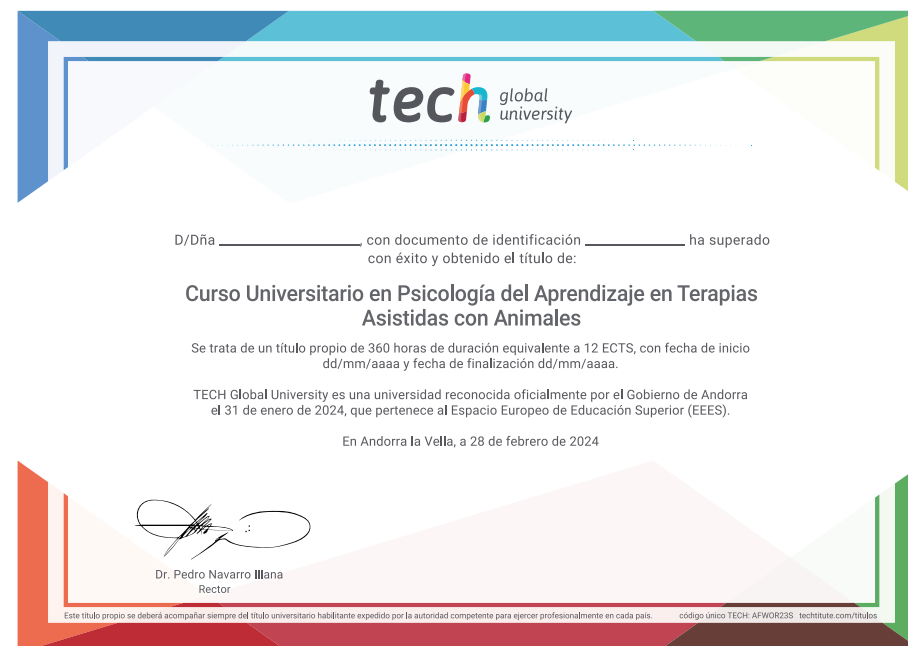 tech global university
D/Dña ______________, con documento de identificación __________ ha superado
con éxito y obtenido el título de:
Curso Universitario en Psicología del Aprendizaje en Terapias
Asistidas con Animales
Se trata de un título propio de 360 horas de duración equivalente a 12 ECTS, con fecha de inicio
dd/mm/aaaa y fecha de finalización dd/mm/aaaa.
TECH Global University es una universidad reconocida oficialmente por el Gobierno de Andorra
el 31 de enero de 2024, que pertenece al Espacio Europeo de Educación Superior (EEES).
En Andorra la Vella, a 28 de febrero de 2024
Dr. Pedro Navarro Illana
Rector
Este título propio se deberá acompañar siempre del título universitario habilitante expedido por la autoridad competente para ejercer profesionalmente en cada país. código único TECH: AFWOR23S techtitute.com/titulos